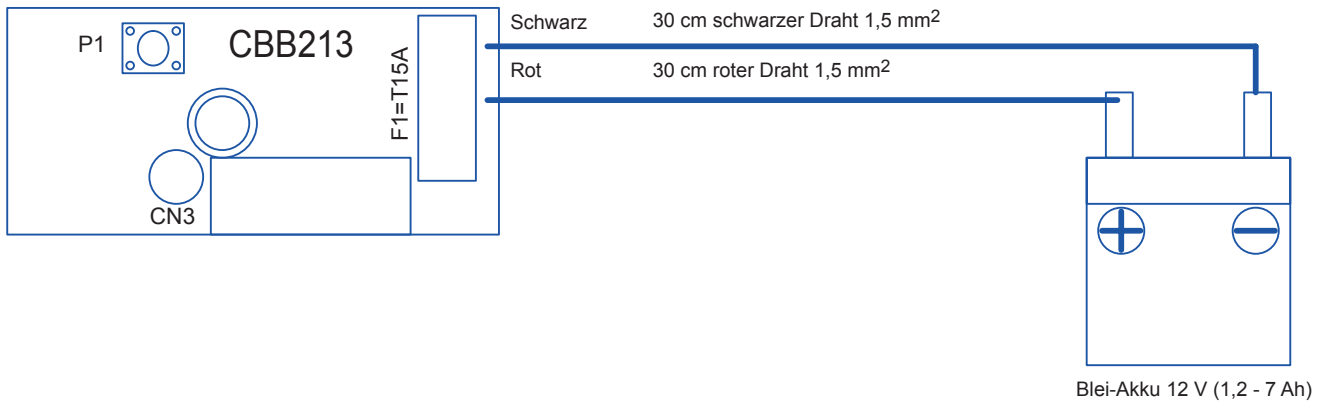 Schwarz
30 cm schwarzer Draht 1,5 mm²
P1
CBB213
F1=T15A
Rot
30 cm roter Draht 1,5 mm²
CN3
Blei-Akku 12 V (1,2 - 7 Ah)